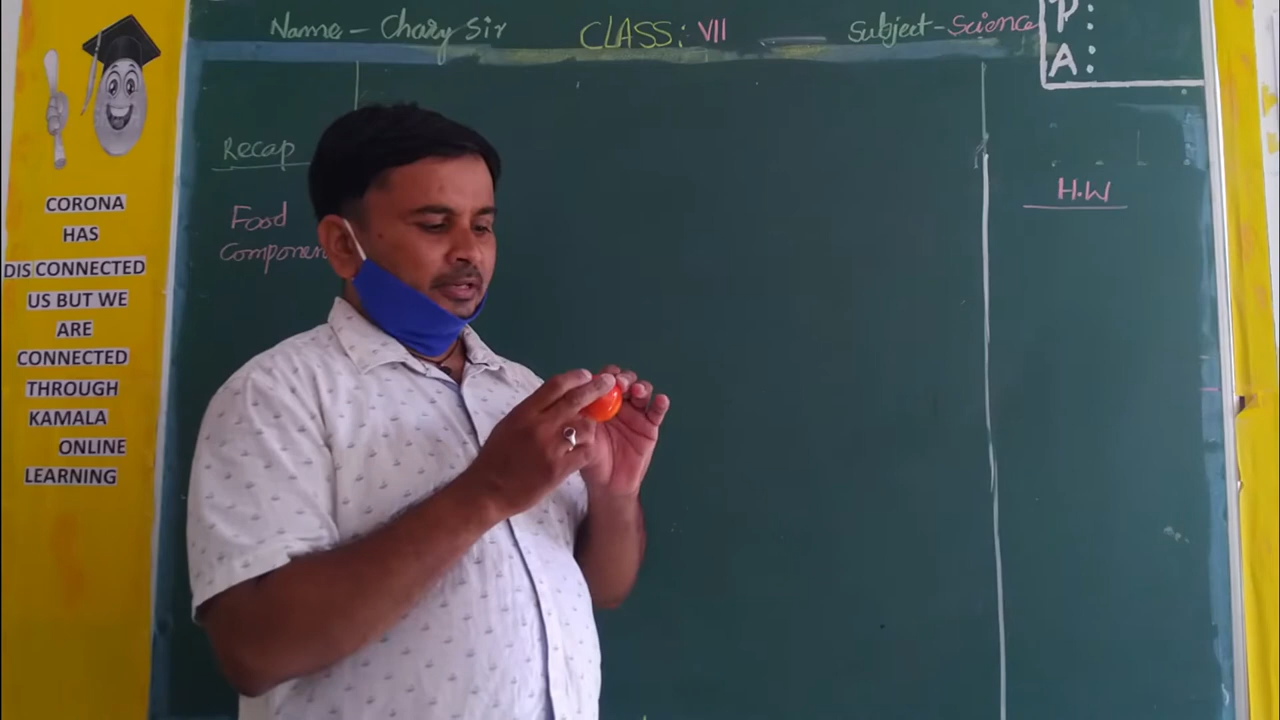 Name - Chary Sir CLASS: VII Subject - Science
P:
A:
Recap
H.W
Food
Componen
CORONA
HAS
DIS CONNECTED
US BUT WE
ARE
CONNECTED
THROUGH
KAMALA
ONLINE
LEARNING